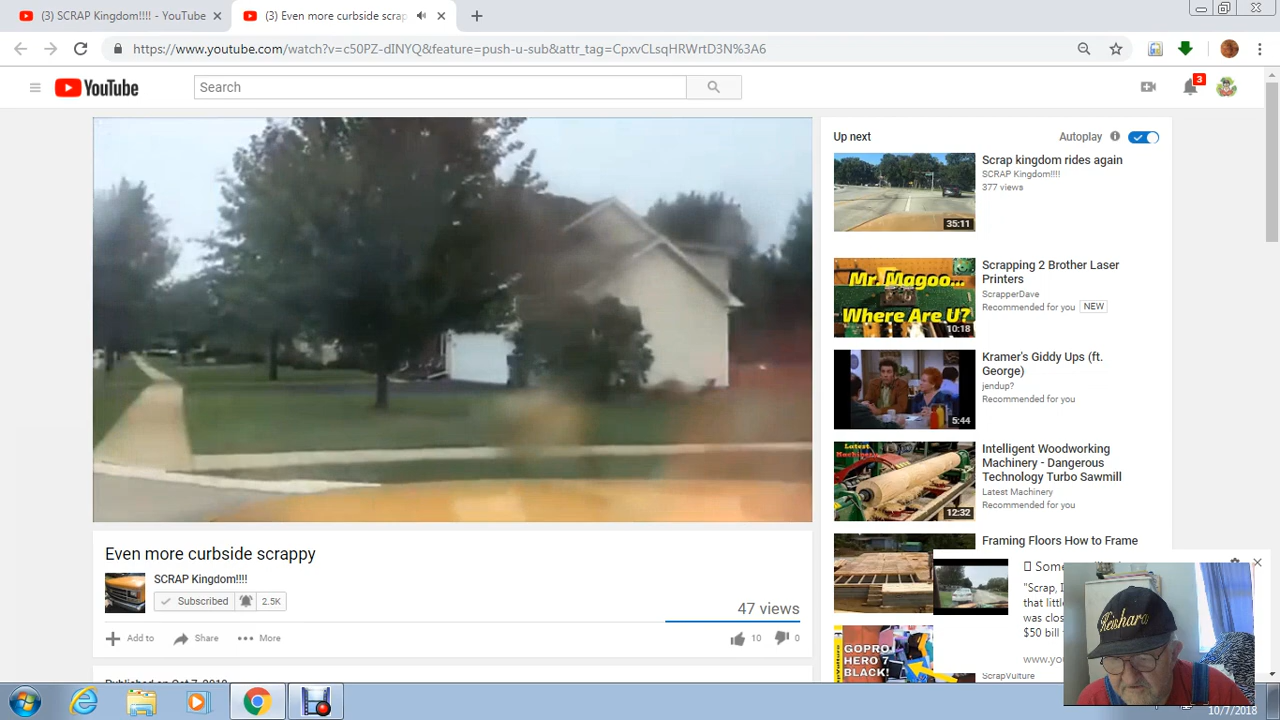 (3) SCRAP Kingdom!!!! - YouTube
(3) Even more curbside scrap
https://www.youtube.com/watch?v=c50PZ-dINYQ&feature=push-u-sub&attr_tag=CpxvCLsqHRWrtD3N%3A6
YouTube
Search
3
Up next
Autoplay
Scrap kingdom rides again
SCRAP Kingdom!!!!
377 views
35:11
Scrapping 2 Brother Laser
Printers
ScrapperDave
Recommended for you NEW
Mr. Magoo...
Where Are U?
10:18
Kramer's Giddy Ups (ft.
George)
jendup?
Recommended for you
5:44
Intelligent Woodworking
Machinery - Dangerous
Technology Turbo Sawmill
Latest Machinery
Recommended for you
Latest
Machinery
12:32
Framing Floors How to Frame
"Scrap, I
that littl
was clos
$50 bill
www.yo
GOPRO
HERO 7
BLACK!
ScrapVulture
Even more curbside scrappy
SCRAP Kingdom!!!!
Subscribed 2.5K
47 views
Add to Share More
10 0
10/7/2018